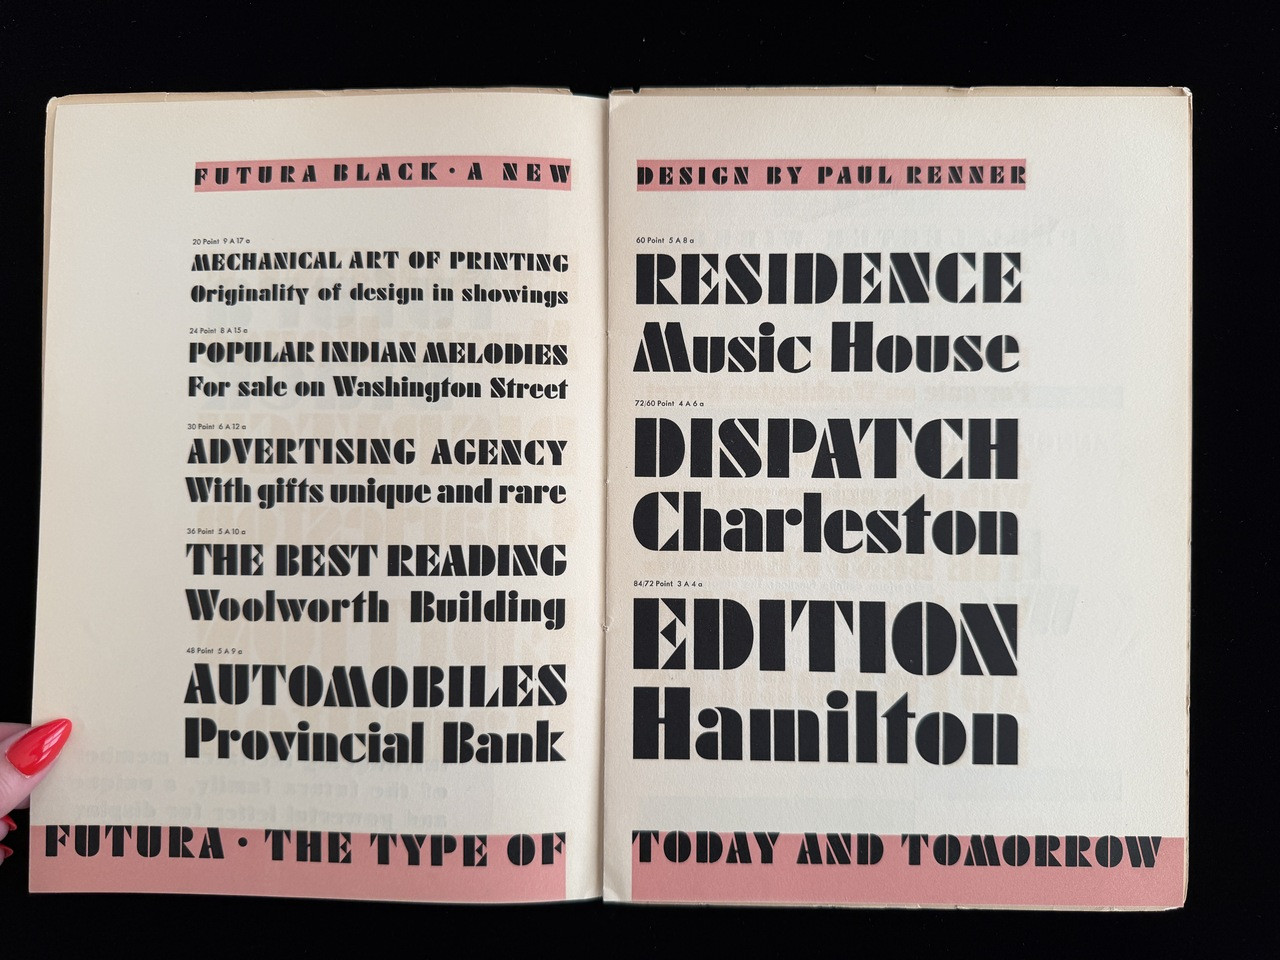 FUTURA BLACK · A NEW
20 Point 9 A 17 a
MECHANICAL ART OF PRINTING
Originality of design in showings
24 Point 8 A 15 a
POPULAR INDIAN MELODIES
For sale on Washington Street
30 Point 6 A 12 a
ADVERTISING AGENCY
With gifts unique and rare
36 Point 5 A 10 a
THE BEST READING
Woolworth Building
48 Point 5 A 9 a
AUTOMOBILES
Provincial Bank
FUTURA · THE TYPE OF
DESIGN BY PAUL RENNER
60 Point 5 A 8 a
RESIDENCE
Music House
72/60 Point 4 A 6 a
DISPATCH
Charleston
84/72 Point 3 A 4 a
EDITION
Hamilton
TODAY AND TOMORROW